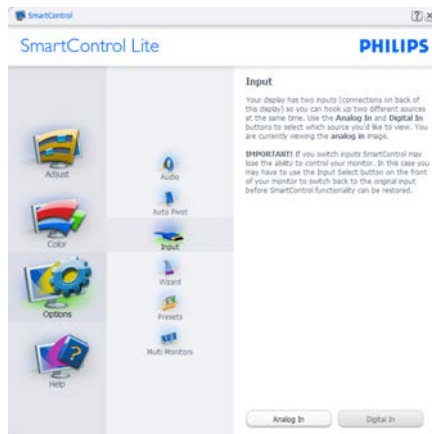 SmartControl
SmartControl Lite
PHILIPS
Adjust
Color
Options
Help
Audio
Auto Pivot
Input
Wizard
Presets
Multi Monitors
Input
Your display has two inputs (connections on back of
this display) so you can hook up two different sources
at the same time. Use the Analog In and Digital In
buttons to select which source you'd like to view. You
are currently viewing the analog in image.
IMPORTANT! If you switch inputs SmartControl may
lose the ability to control your monitor. In this case you
may have to use the Input Select button on the front
of your monitor to switch back to the original input
before SmartControl functionality can be restored.
Analog In
Digital In